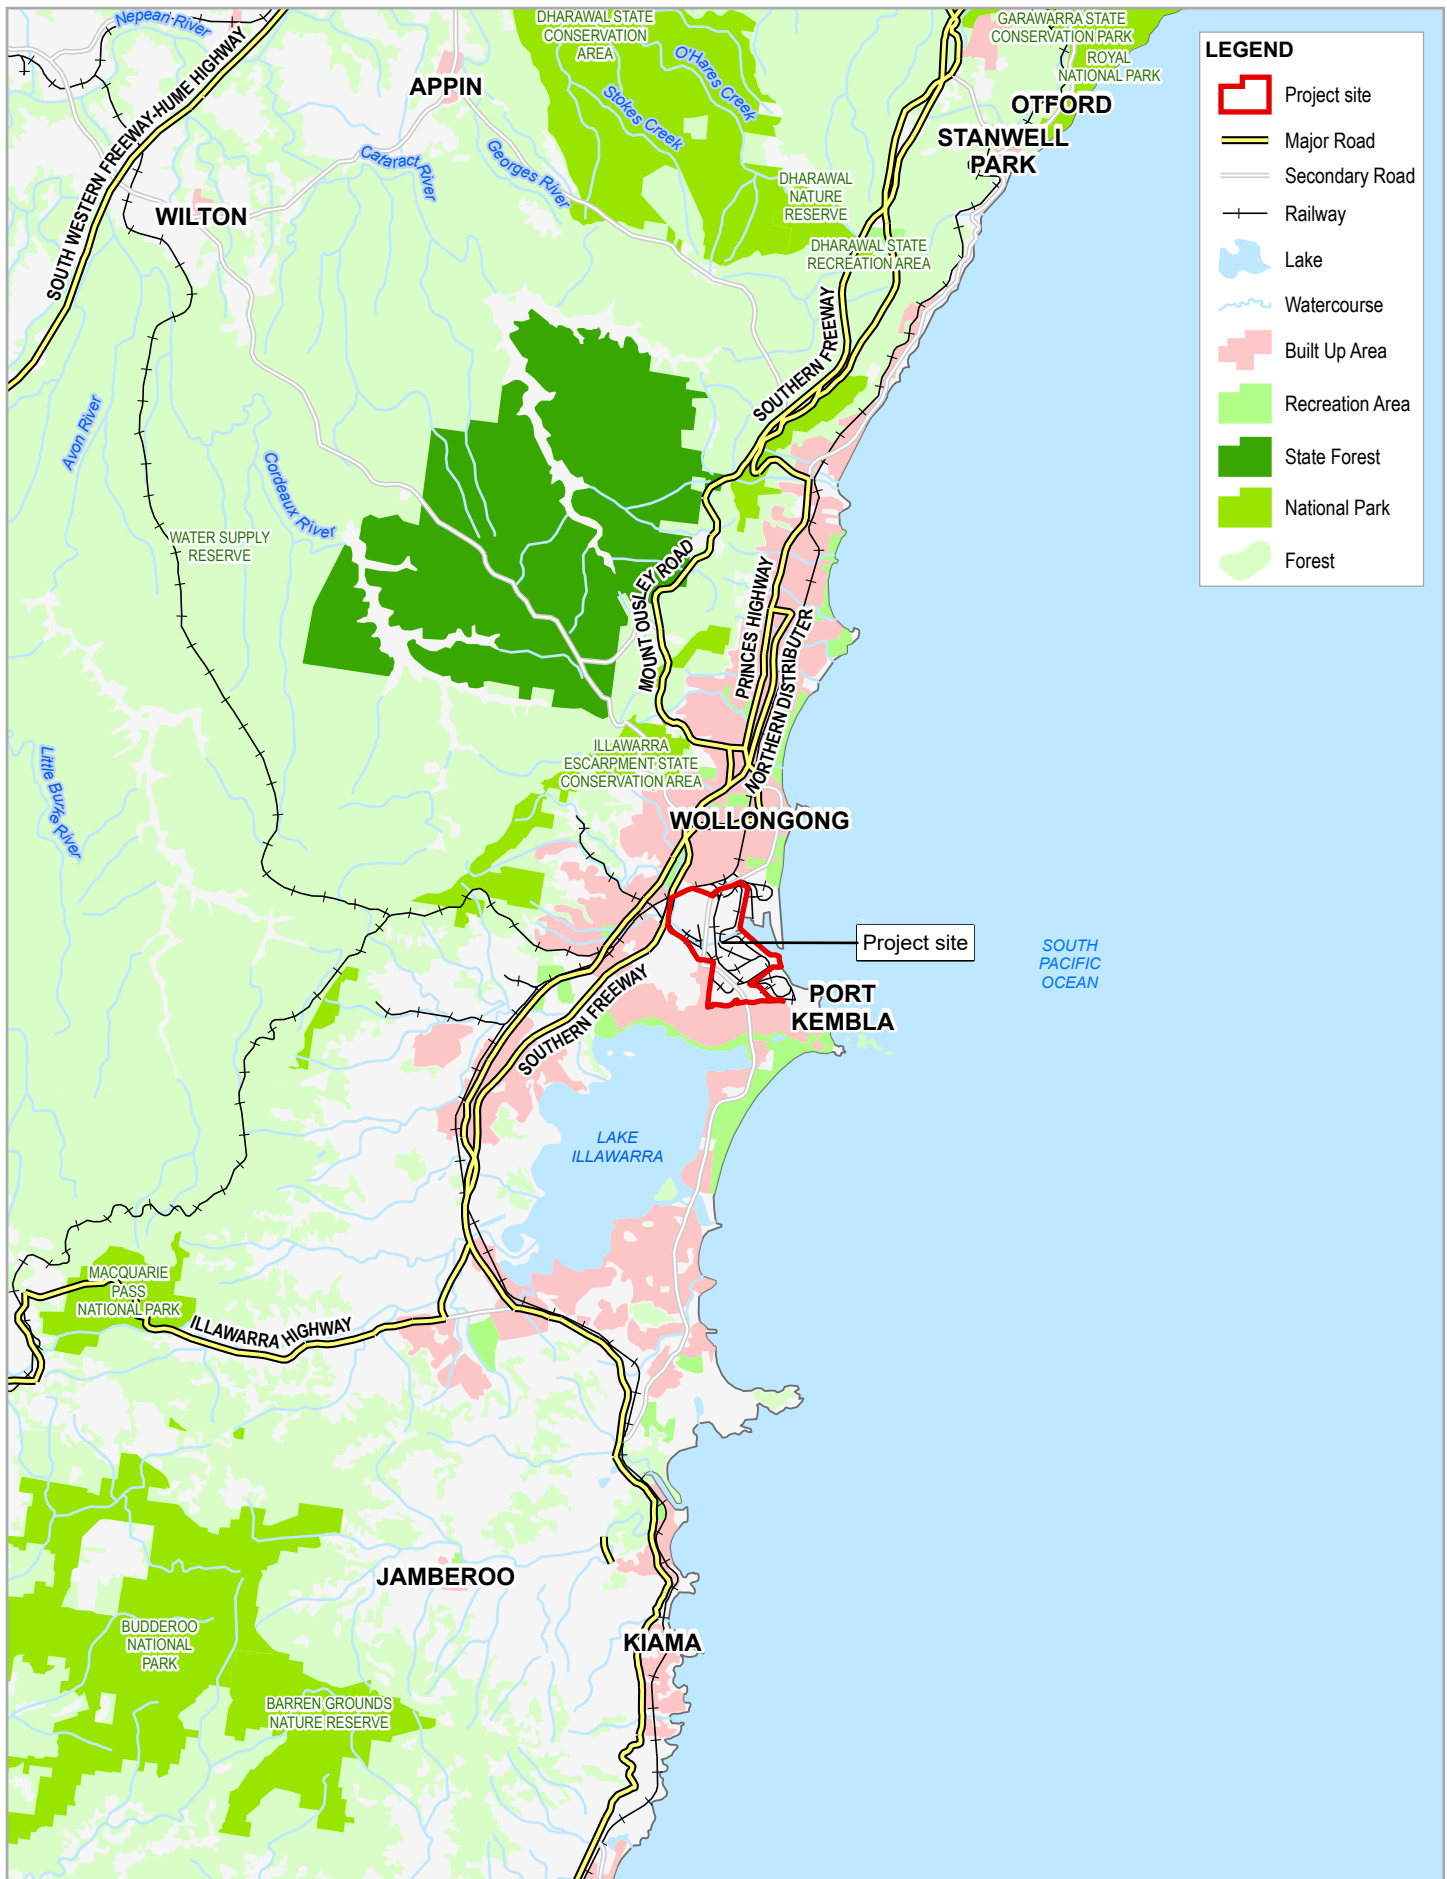 Nepean River
SOUTH WESTERN FREEWAY-HUME HIGHWAY
APPIN
DHARAWAL STATE
CONSERVATION
AREA
O'Hares Creek
Stokes Creek
GARAWARRA STATE
CONSERVATION PARK
ROYAL
NATIONAL PARK
OTFORD
STANWELL
PARK
Cataract River
Georges River
WILTON
DHARAWAL
NATURE
RESERVE
DHARAWAL STATE
RECREATION AREA
SOUTHERN FREEWAY
Avon River
Cordeaux River
WATER SUPPLY
RESERVE
MOUNT OUSLEY ROAD
PRINCES HIGHWAY
NORTHERN DISTRIBUTER
Little Burke River
ILLAWARRA
ESCARPMENT STATE
CONSERVATION AREA
WOLLONGONG
Project site
SOUTH
PACIFIC
OCEAN
PORT
KEMBLA
SOUTHERN FREEWAY
LAKE
ILLAWARRA
MACQUARIE
PASS
NATIONAL PARK
ILLAWARRA HIGHWAY
JAMBEROO
BUDDEROO
NATIONAL
PARK
KIAMA
BARREN GROUNDS
NATURE RESERVE
LEGEND
Project site
Major Road
Secondary Road
Railway
Lake
Watercourse
Built Up Area
Recreation Area
State Forest
National Park
Forest